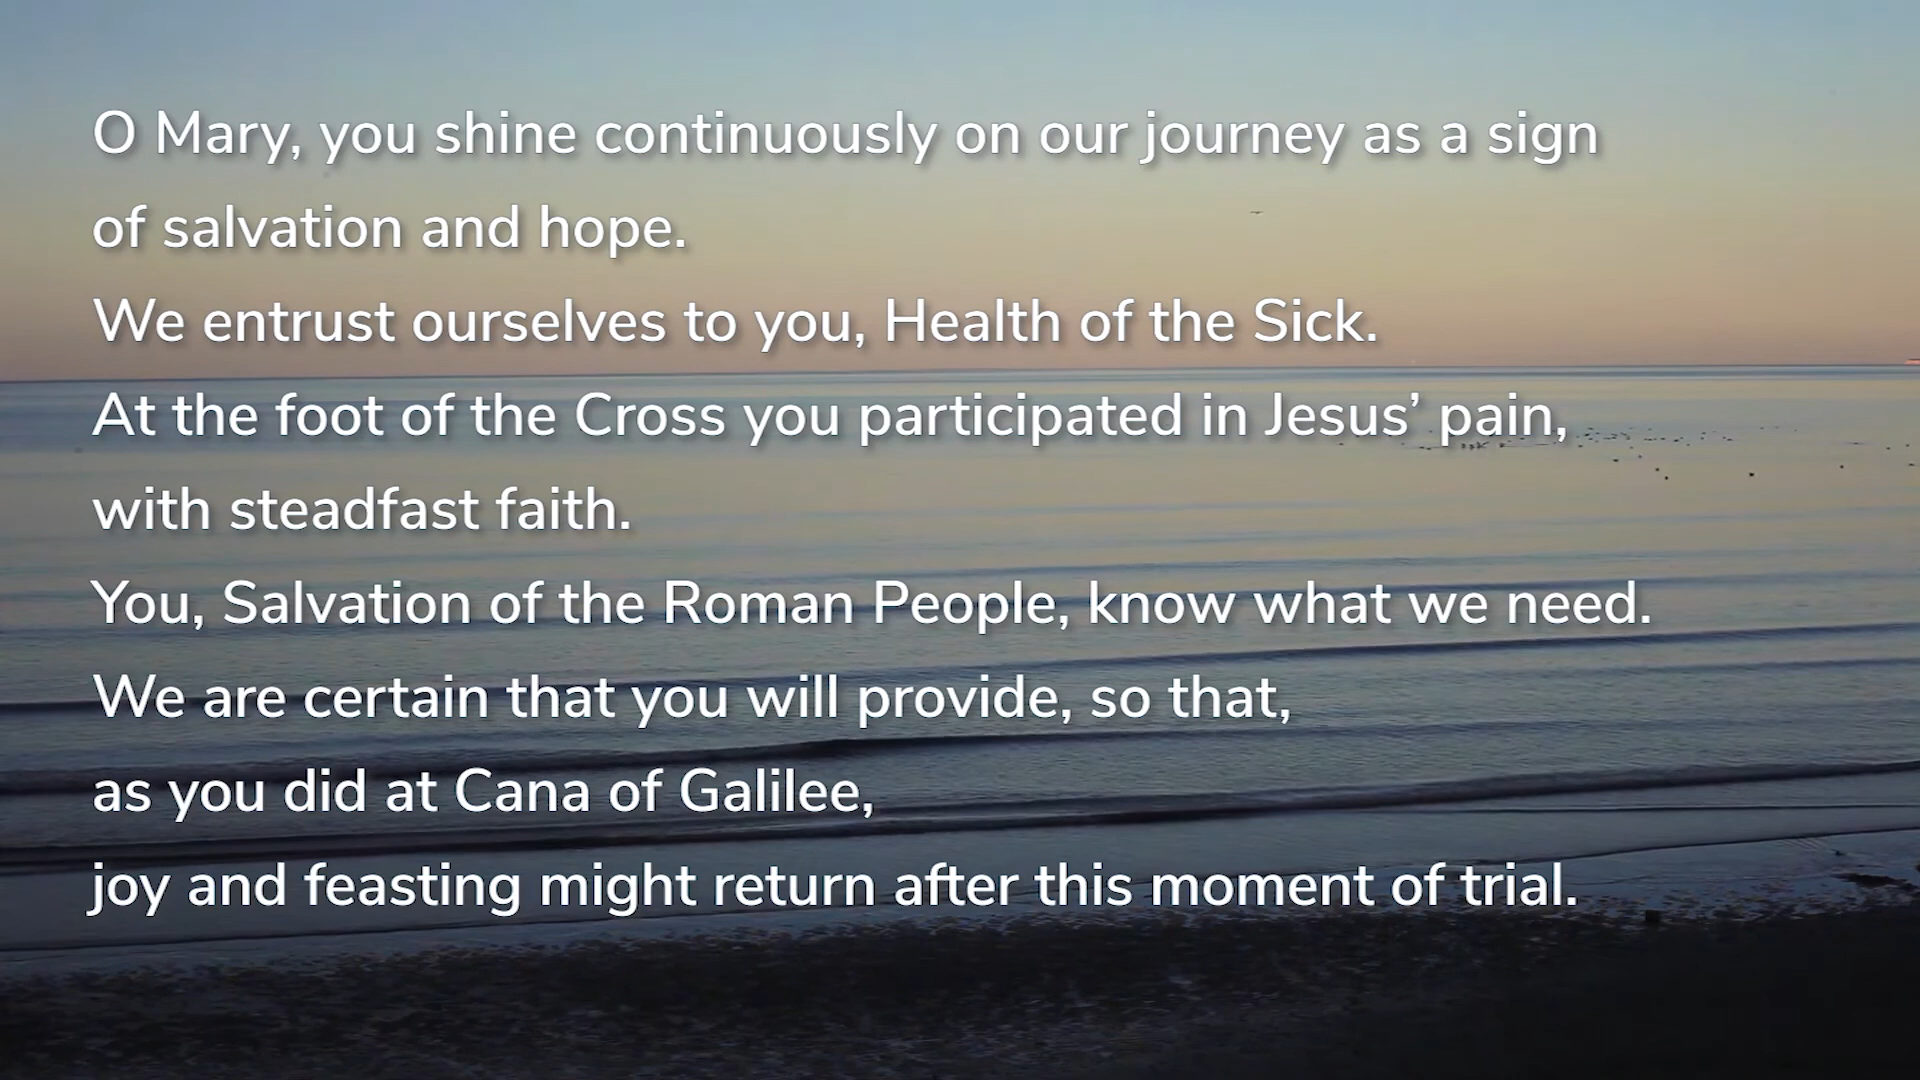 O Mary, you shine continuously on our journey as a sign
of salvation and hope.
We entrust ourselves to you, Health of the Sick.
At the foot of the Cross you participated in Jesus’ pain,
with steadfast faith.
You, Salvation of the Roman People, know what we need.
We are certain that you will provide, so that,
as you did at Cana of Galilee,
joy and feasting might return after this moment of trial.